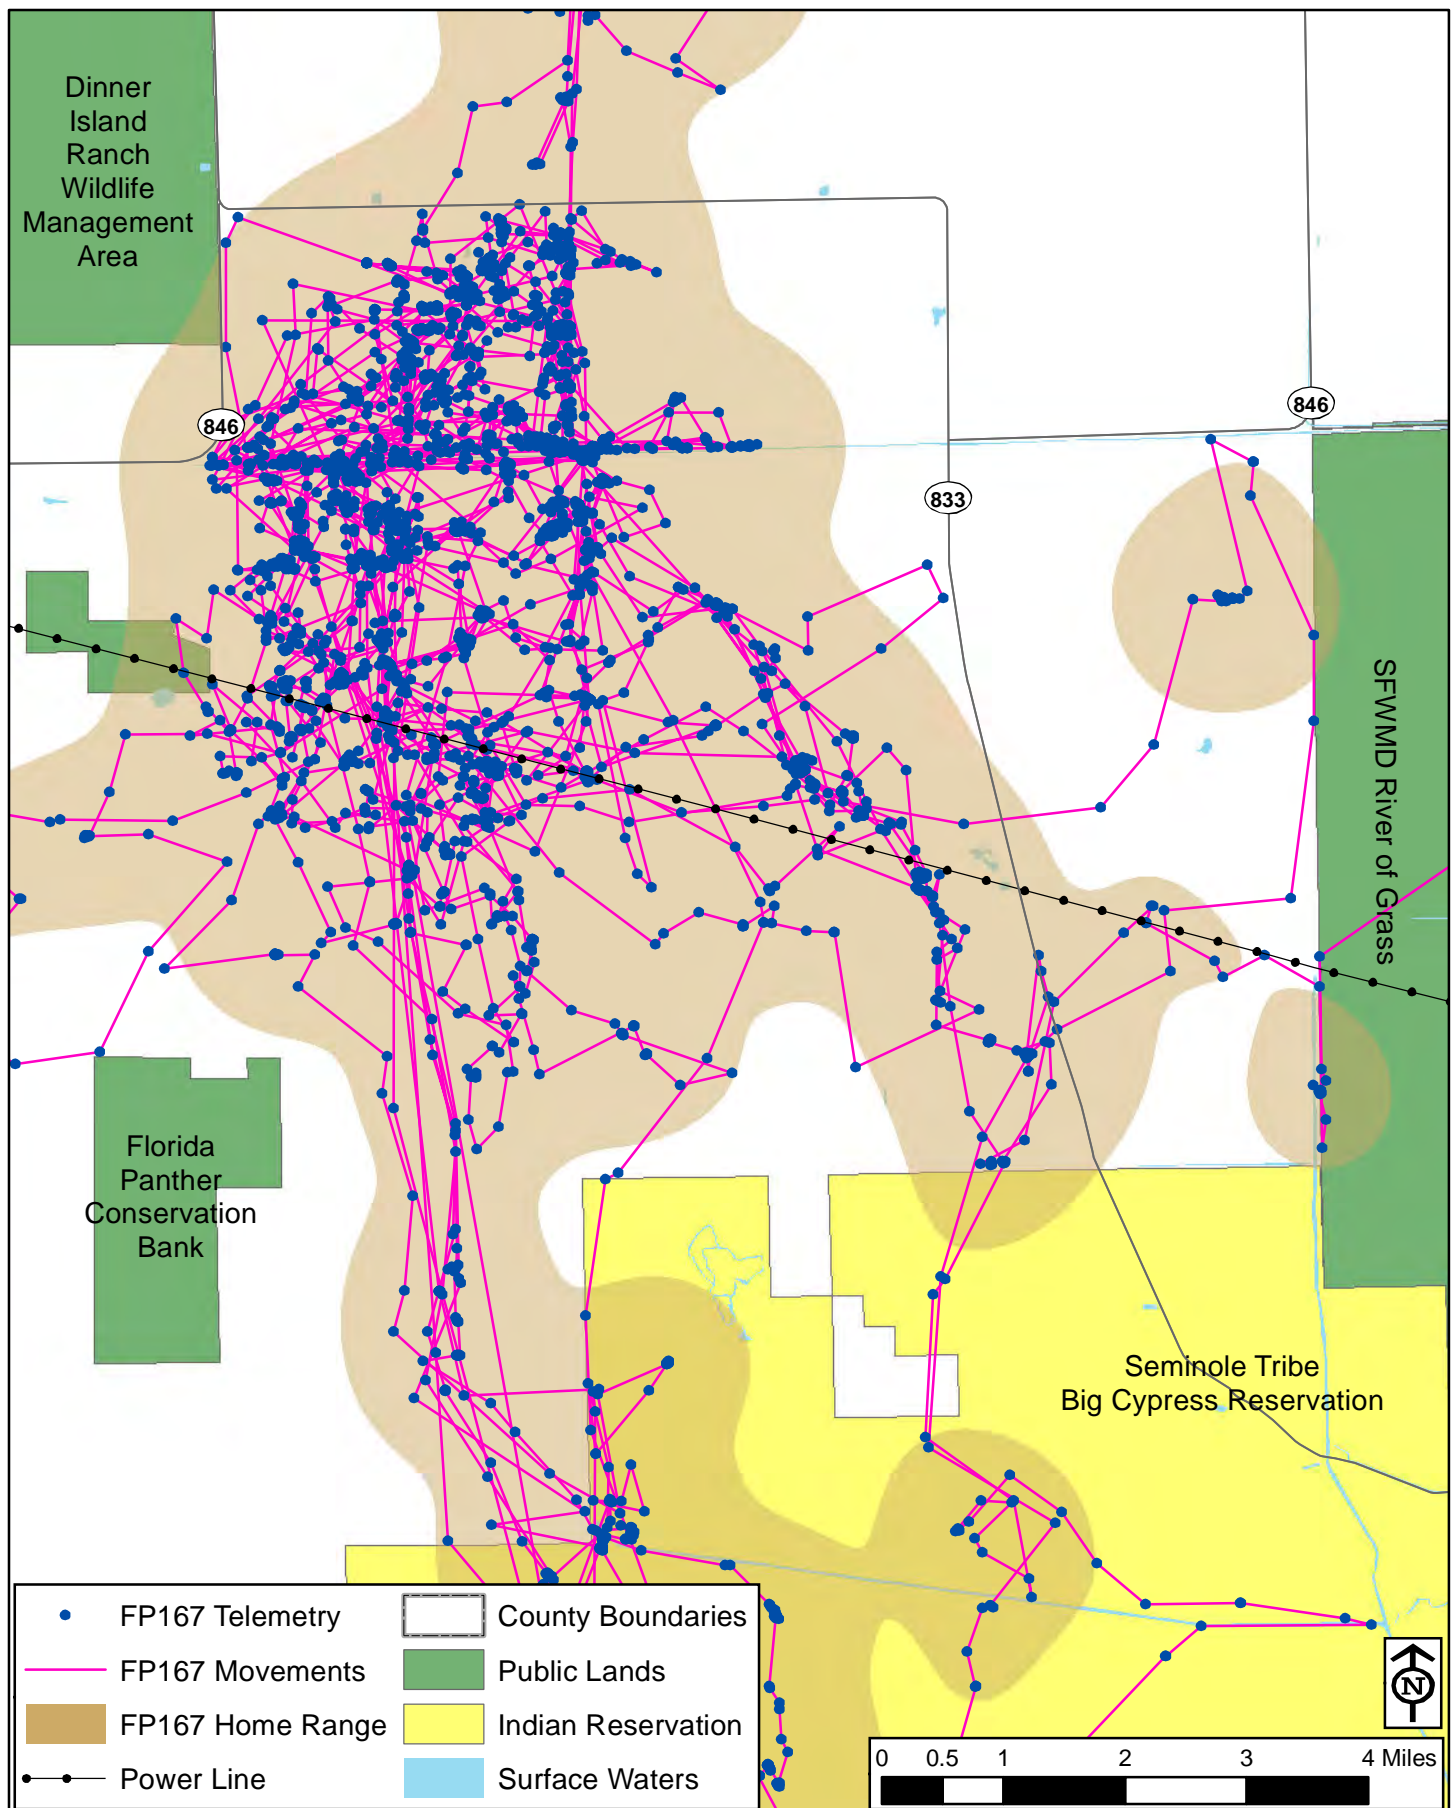 Dinner
Island
Ranch
Wildlife
Management
Area
846
846
833
SFWMD River of Grass
Florida
Panther
Conservation
Bank
Seminole Tribe
Big Cypress Reservation
FP167 Telemetry
FP167 Movements
FP167 Home Range
Power Line
County Boundaries
Public Lands
Indian Reservation
Surface Waters
N
0 0.5 1 2 3 4 Miles